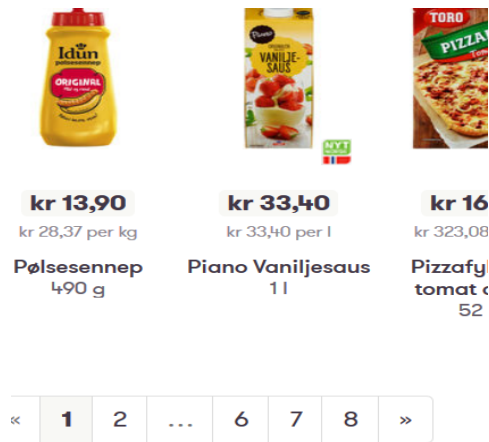 Idun
pølsesennep
ORIGINAL
Piano
VANILJE-
SAUS
NYT
NORGE
TORO
kr 13,90
kr 33,40
kr 16
kr 28,37 per kg
kr 33,40 per l
kr 323,08
Pølsesennep
490 g
Piano Vaniljesaus
1 l
Pizzafyl
tomat
52
« 1 2 ... 6 7 8 »